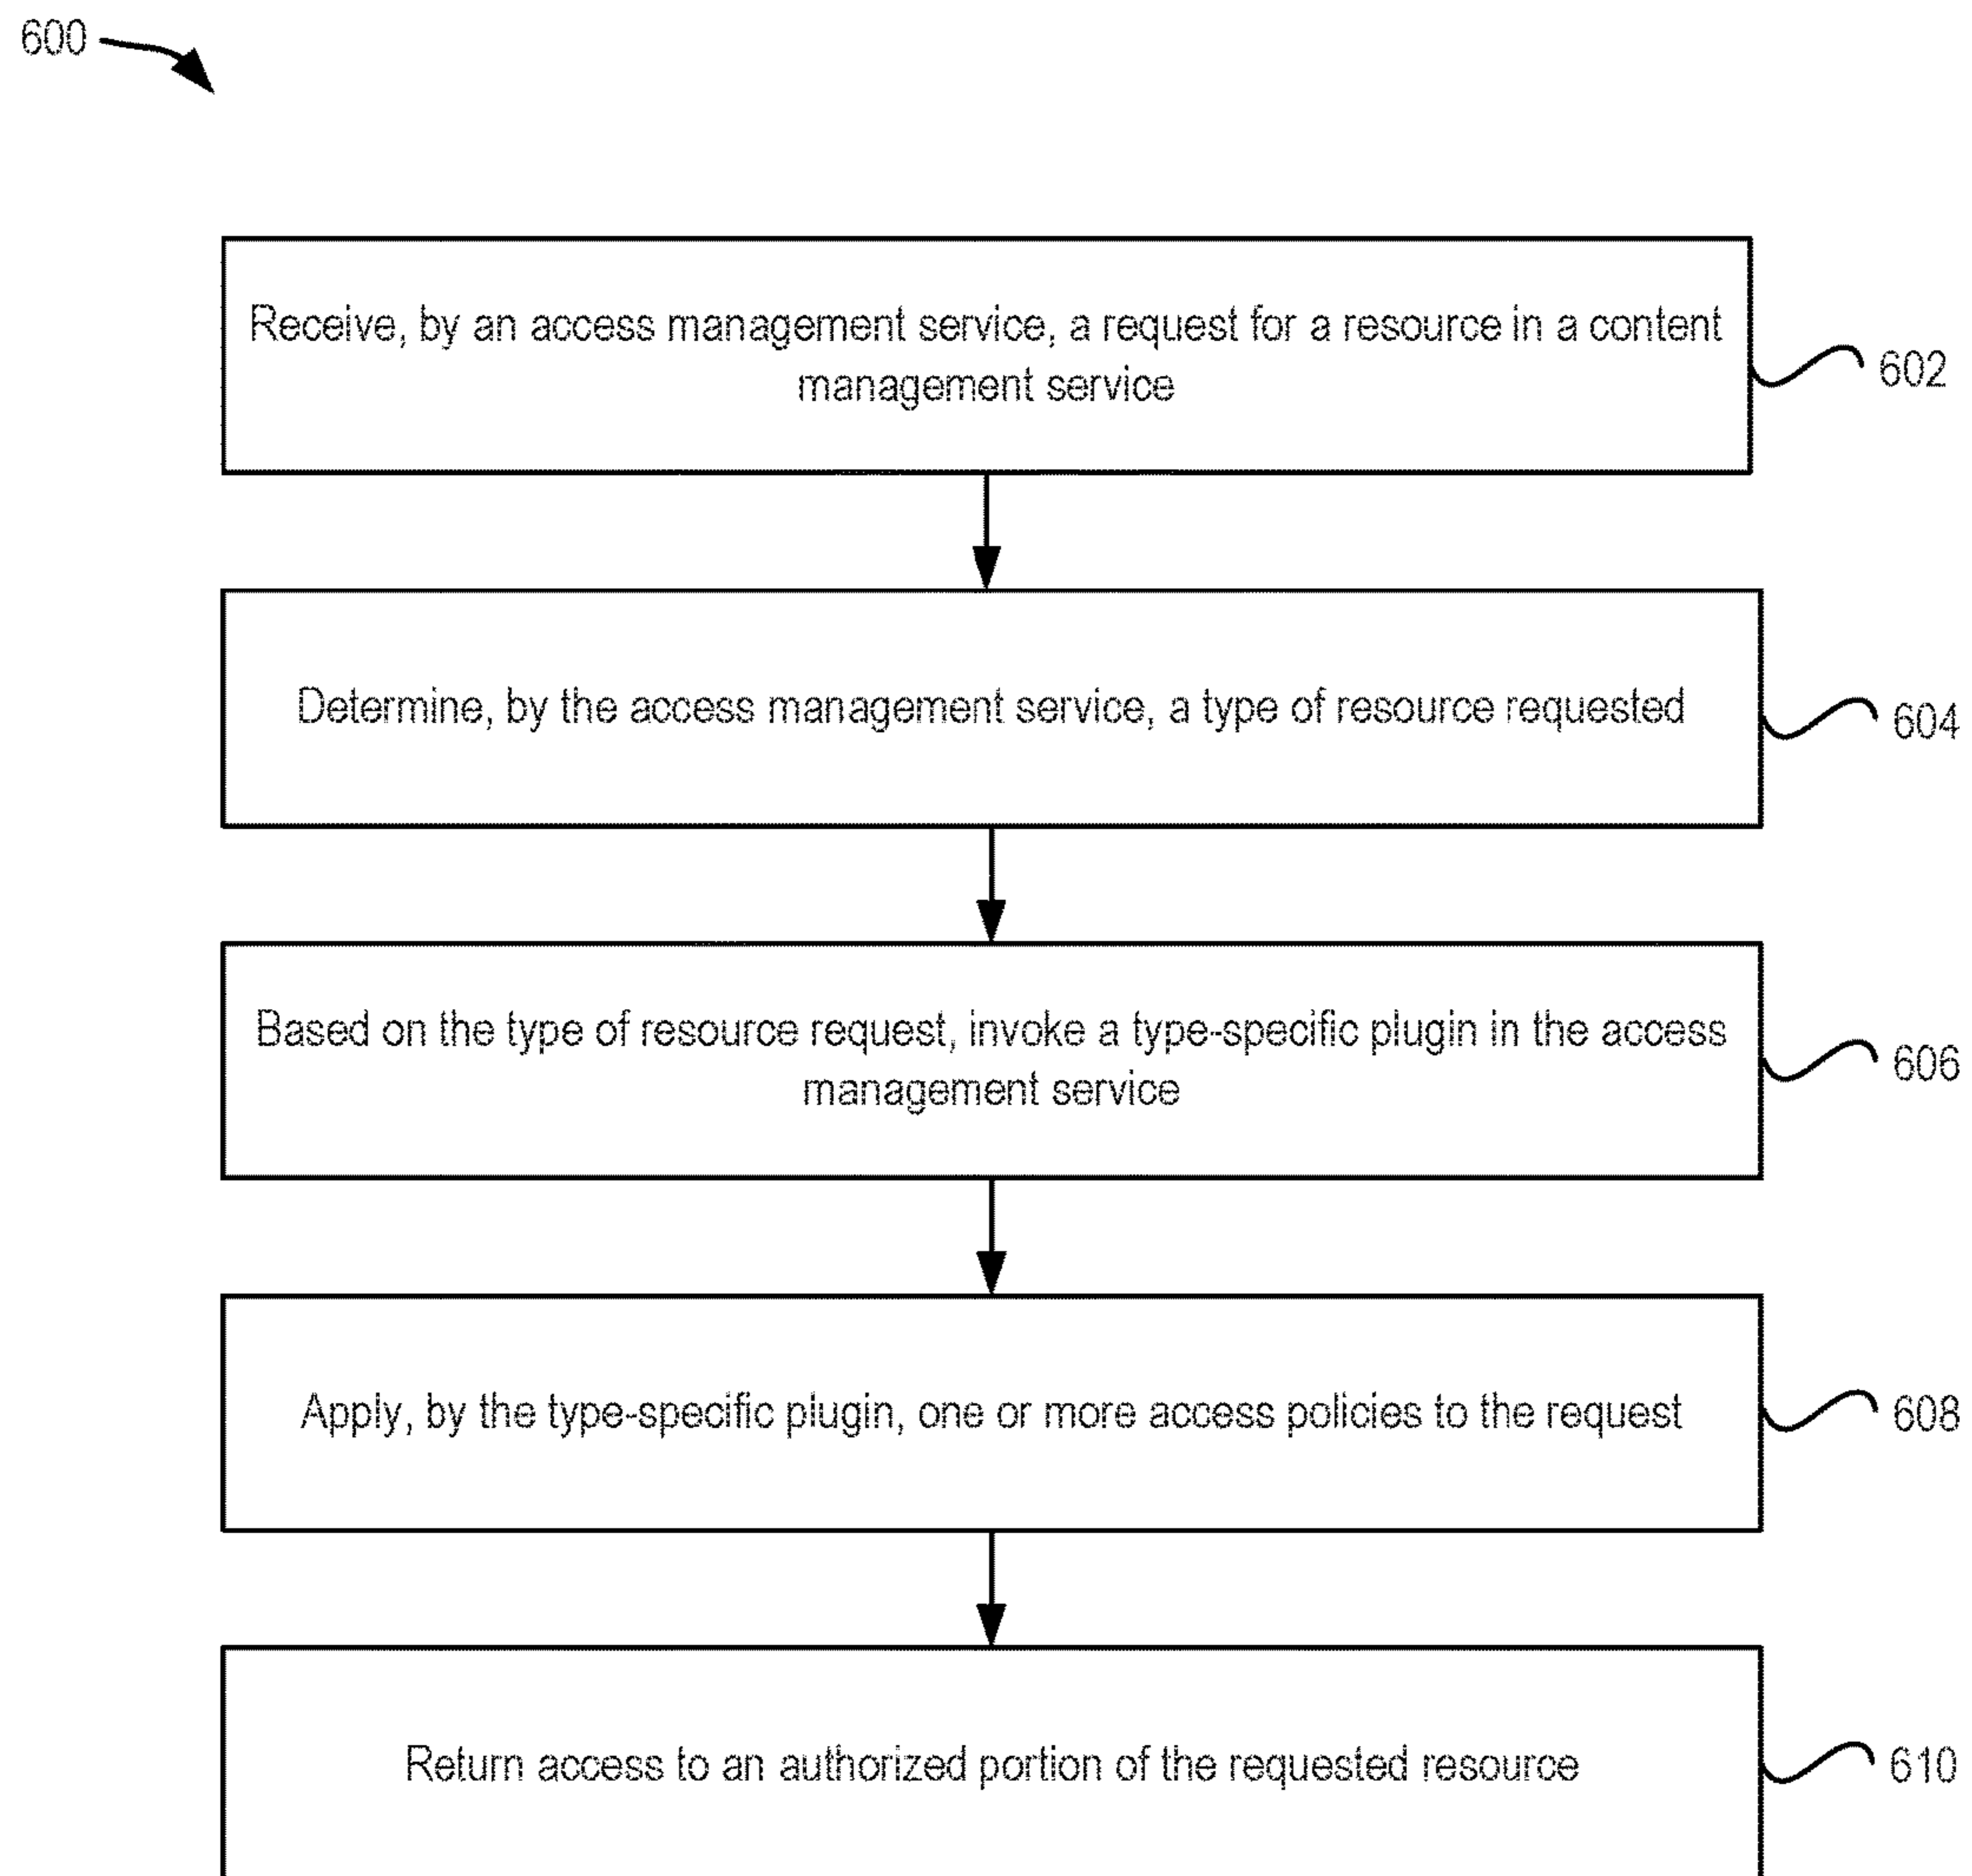 600
Receive, by an access management service, a request for a resource in a content
management service
602
Determine, by the access management service, a type of resource requested
604
Based on the type of resource request, invoke a type-specific plugin in the access
management service
606
Apply, by the type-specific plugin, one or more access policies to the request
608
Return access to an authorized portion of the requested resource
610